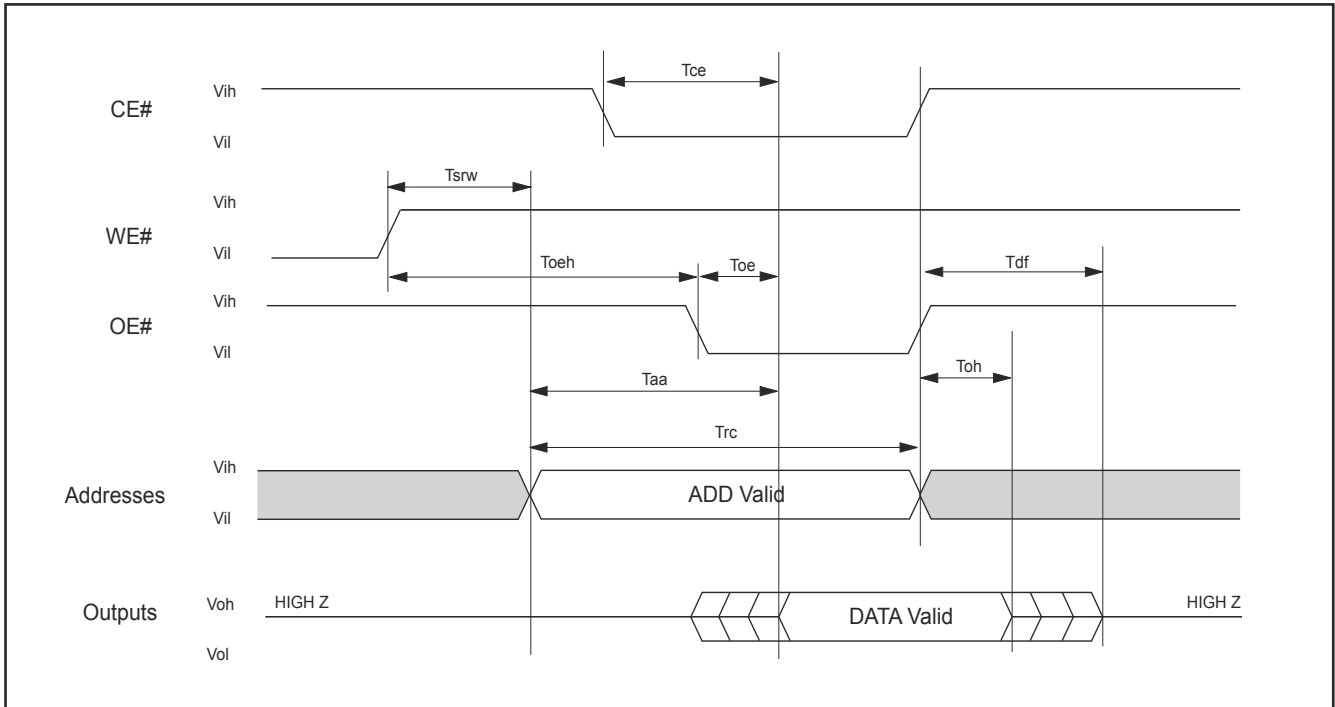 Tce
CE#
Vih
Vil
Tsrw
WE#
Vih
Vil
Toeh
Toe
Tdf
OE#
Vih
Vil
Taa
Toh
Trc
Addresses
Vih
Vil
ADD Valid
Outputs
Voh
Vol
HIGH Z
DATA Valid
HIGH Z